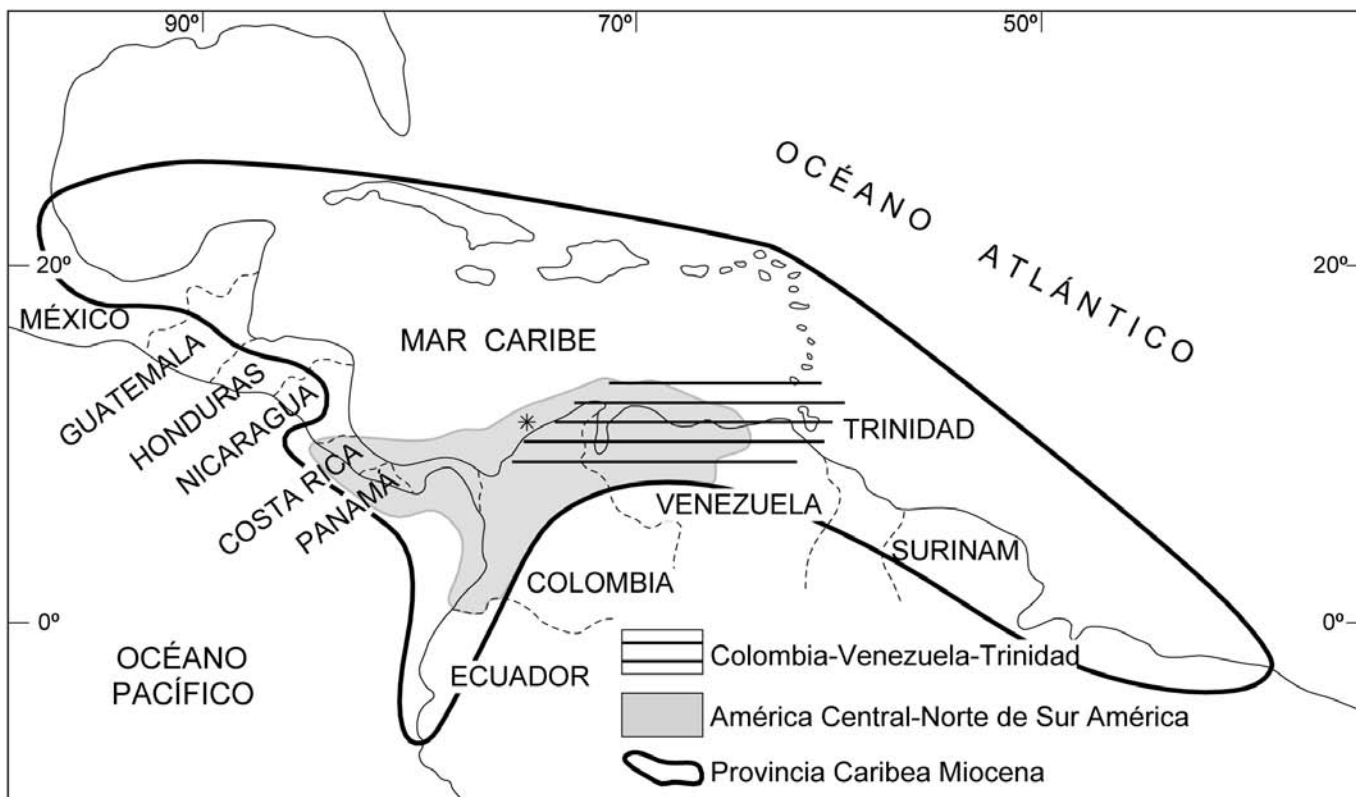 90º 70º 50º
OCÉANO ATLÁNTICO
20º 20º
MÉXICO
MAR CARIBE
GUATEMALA
HONDURAS
NICARAGUA
COSTA RICA
PANAMÁ
TRINIDAD
VENEZUELA
SURINAM
COLOMBIA
0º 0º
ECUADOR
OCÉANO
PACÍFICO
Colombia-Venezuela-Trinidad
América Central-Norte de Sur América
Provincia Caribea Miocena